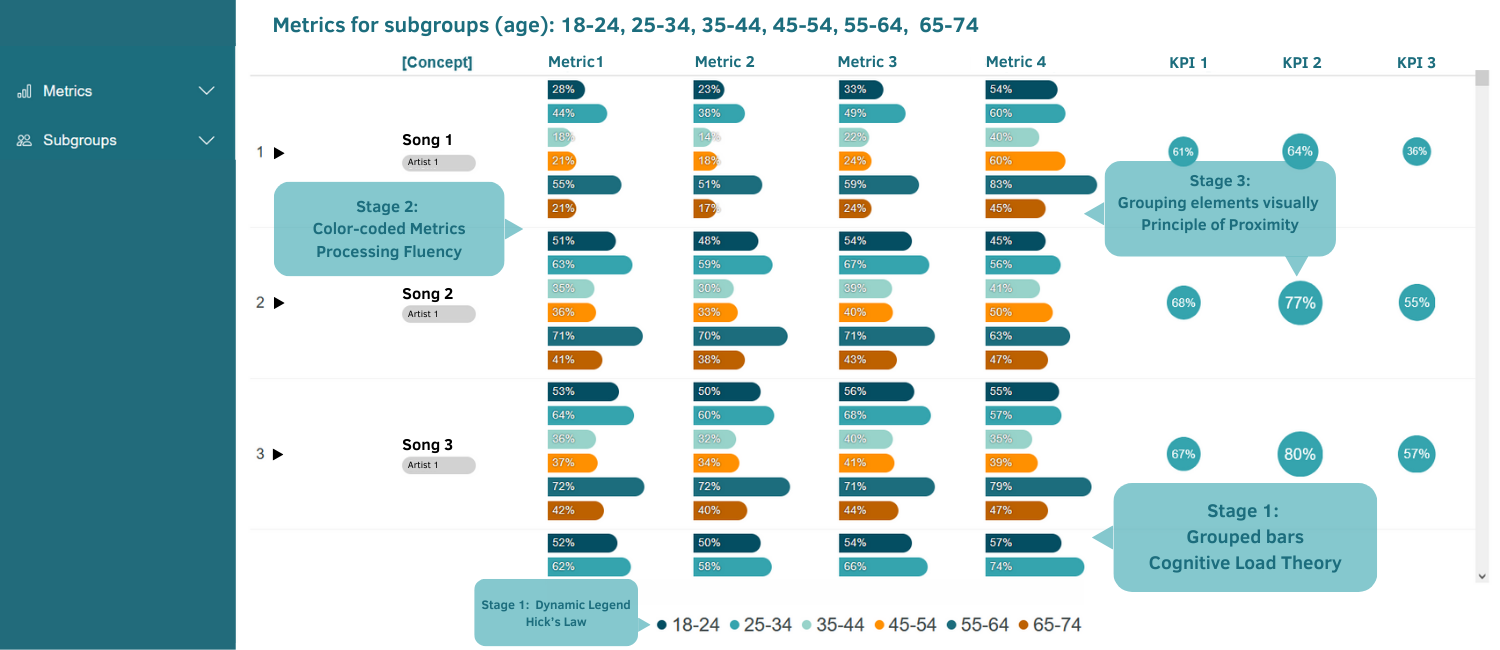 Metrics for subgroups (age): 18-24, 25-34, 35-44, 45-54, 55-64, 65-74
[Concept] Metric1 Metric 2 Metric 3 Metric 4 KPI 1 KPI 2 KPI 3
Metrics
Subgroups
28% 23% 33% 54%
44% 38% 49% 60%
18% 14% 22% 40%
1 Song 1 61% 64% 36%
Artist 1
21% 18% 24% 60%
55% 51% 59% 83%
21% 17% 24% 45%
Stage 2:
Color-coded Metrics
Processing Fluency
Stage 3:
Grouping elements visually
Principle of Proximity
51% 48% 54% 45%
63% 59% 67% 56%
35% 30% 39% 41%
2 Song 2 68% 77% 55%
Artist 1
36% 33% 40% 50%
71% 70% 71% 63%
41% 38% 43% 47%
53% 50% 56% 55%
64% 60% 68% 57%
36% 32% 40% 35%
3 Song 3 67% 80% 57%
Artist 1
37% 34% 41% 39%
72% 72% 71% 79%
42% 40% 44% 47%
52% 50% 54% 57%
62% 58% 66% 74%
Stage 1:
Grouped bars
Cognitive Load Theory
Stage 1: Dynamic Legend
Hick's Law
18-24 25-34 35-44 45-54 55-64 65-74